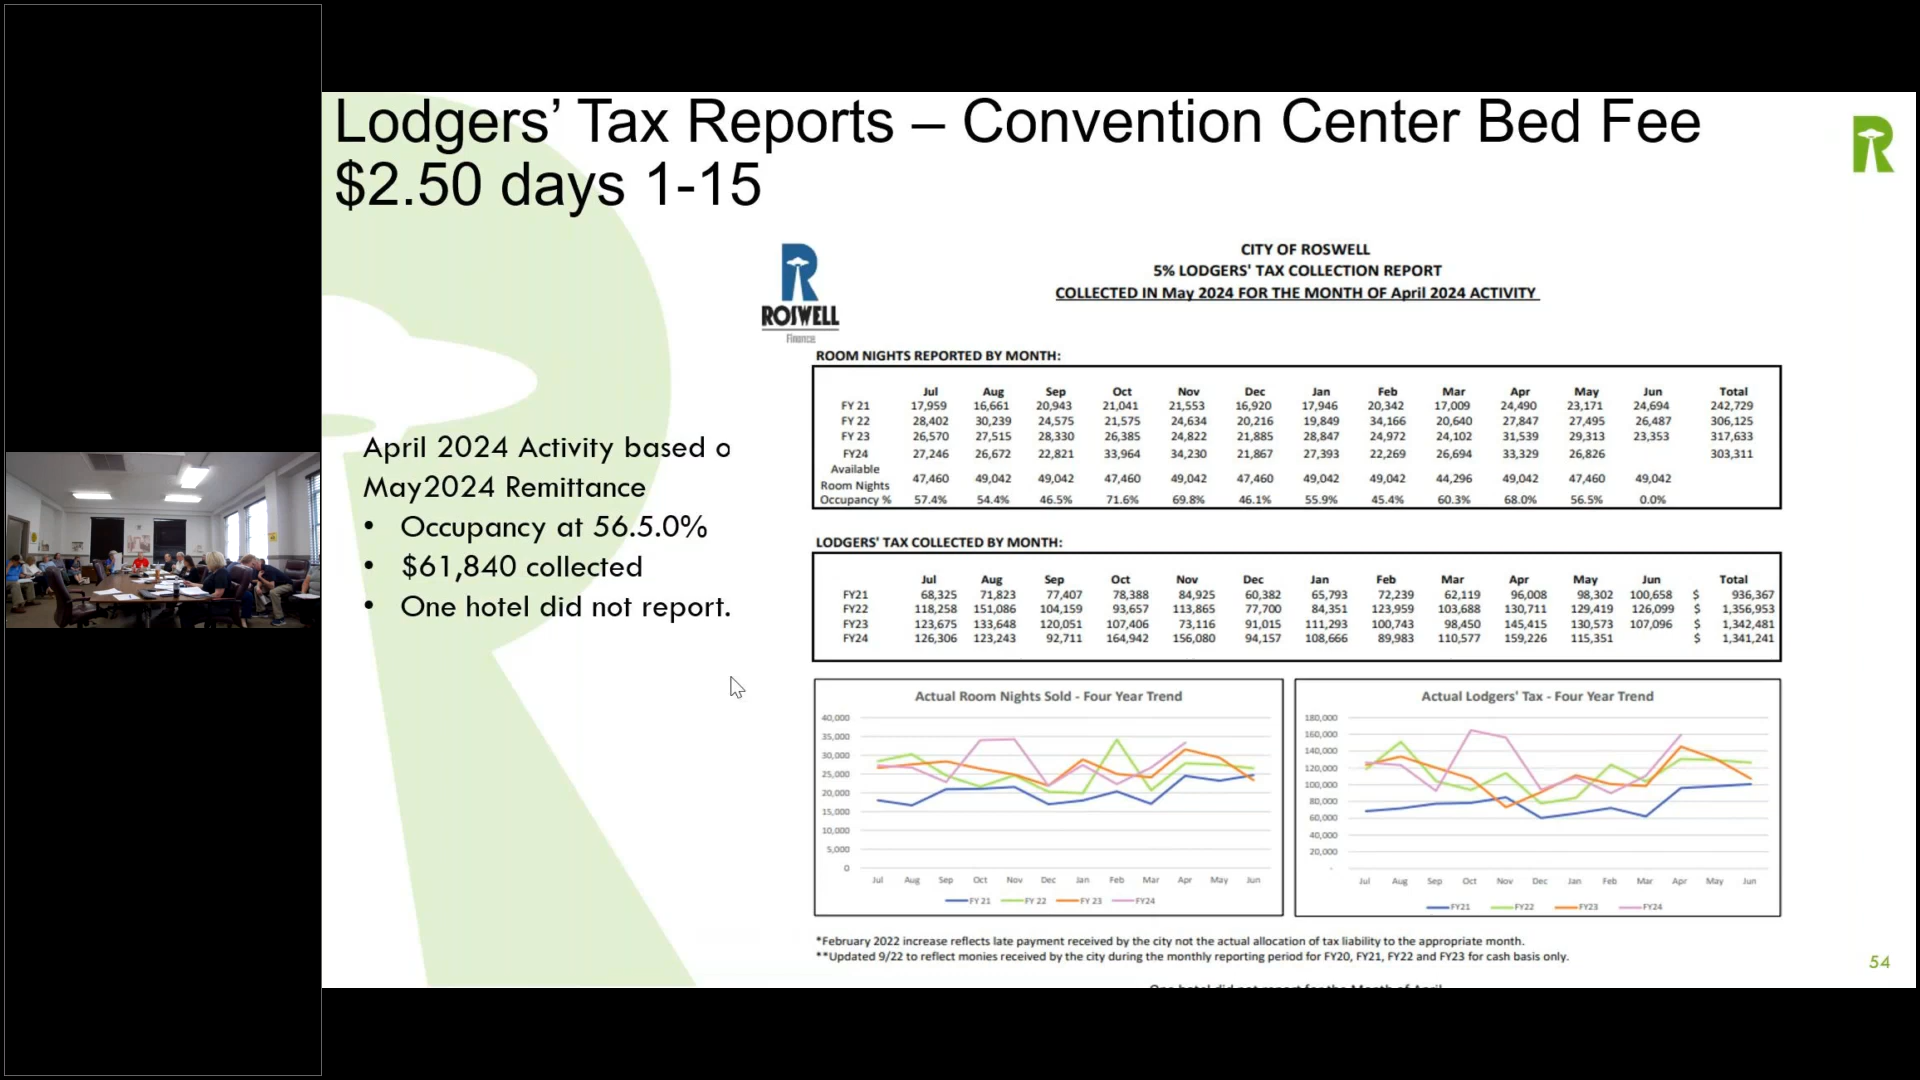 Lodgers’ Tax Reports – Convention Center Bed Fee
$2.50 days 1-15
April 2024 Activity based o
May2024 Remittance
• Occupancy at 56.5.0%
• $61,840 collected
• One hotel did not report.
ROSWELL
Finance
CITY OF ROSWELL
5% LODGERS' TAX COLLECTION REPORT
COLLECTED IN May 2024 FOR THE MONTH OF April 2024 ACTIVITY
ROOM NIGHTS REPORTED BY MONTH:
Jul Aug Sep Oct Nov Dec Jan Feb Mar Apr May Jun Total
FY 21 17,959 16,661 20,943 21,041 21,553 16,920 17,946 20,342 17,009 24,490 23,171 24,694 242,729
FY 22 28,402 30,239 24,575 21,575 24,634 20,216 19,849 34,166 20,640 27,847 27,495 26,487 306,125
FY 23 26,570 27,515 28,330 26,385 24,822 21,885 28,847 24,972 24,102 31,539 29,313 23,353 317,633
FY24 27,246 26,672 22,821 33,964 34,230 21,867 27,393 22,269 26,694 33,329 26,826 303,311
Available
Room Nights 47,460 49,042 49,042 47,460 49,042 47,460 49,042 49,042 44,296 49,042 47,460 49,042
Occupancy % 57.4% 54.4% 46.5% 71.6% 69.8% 46.1% 55.9% 45.4% 60.3% 68.0% 56.5% 0.0%
LODGERS' TAX COLLECTED BY MONTH:
Jul Aug Sep Oct Nov Dec Jan Feb Mar Apr May Jun Total
FY21 68,325 71,823 77,407 78,388 84,925 60,382 65,793 72,239 62,119 96,008 98,302 100,658 $ 936,367
FY22 118,258 151,086 104,159 93,657 113,865 77,700 84,351 123,959 103,688 130,711 129,419 126,099 $ 1,356,953
FY23 123,675 133,648 120,051 107,406 73,116 91,015 111,293 100,743 98,450 145,415 130,573 107,096 $ 1,342,481
FY24 126,306 123,243 92,711 164,942 156,080 94,157 108,666 89,983 110,577 159,226 115,351 $ 1,341,241
Actual Room Nights Sold - Four Year Trend
40,000
35,000
30,000
25,000
20,000
15,000
10,000
5,000
0
Jul Aug Sep Oct Nov Dec Jan Feb Mar Apr May Jun
FY 21 FY 22 FY 23 FY24
Actual Lodgers' Tax - Four Year Trend
180,000
160,000
140,000
120,000
100,000
80,000
60,000
40,000
20,000
-
Jul Aug Sep Oct Nov Dec Jan Feb Mar Apr May Jun
FY21 FY22 FY23 FY24
*February 2022 increase reflects late payment received by the city not the actual allocation of tax liability to the appropriate month.
**Updated 9/22 to reflect monies received by the city during the monthly reporting period for FY20, FY21, FY22 and FY23 for cash basis only.
One hotel did not report for the Month of April
54